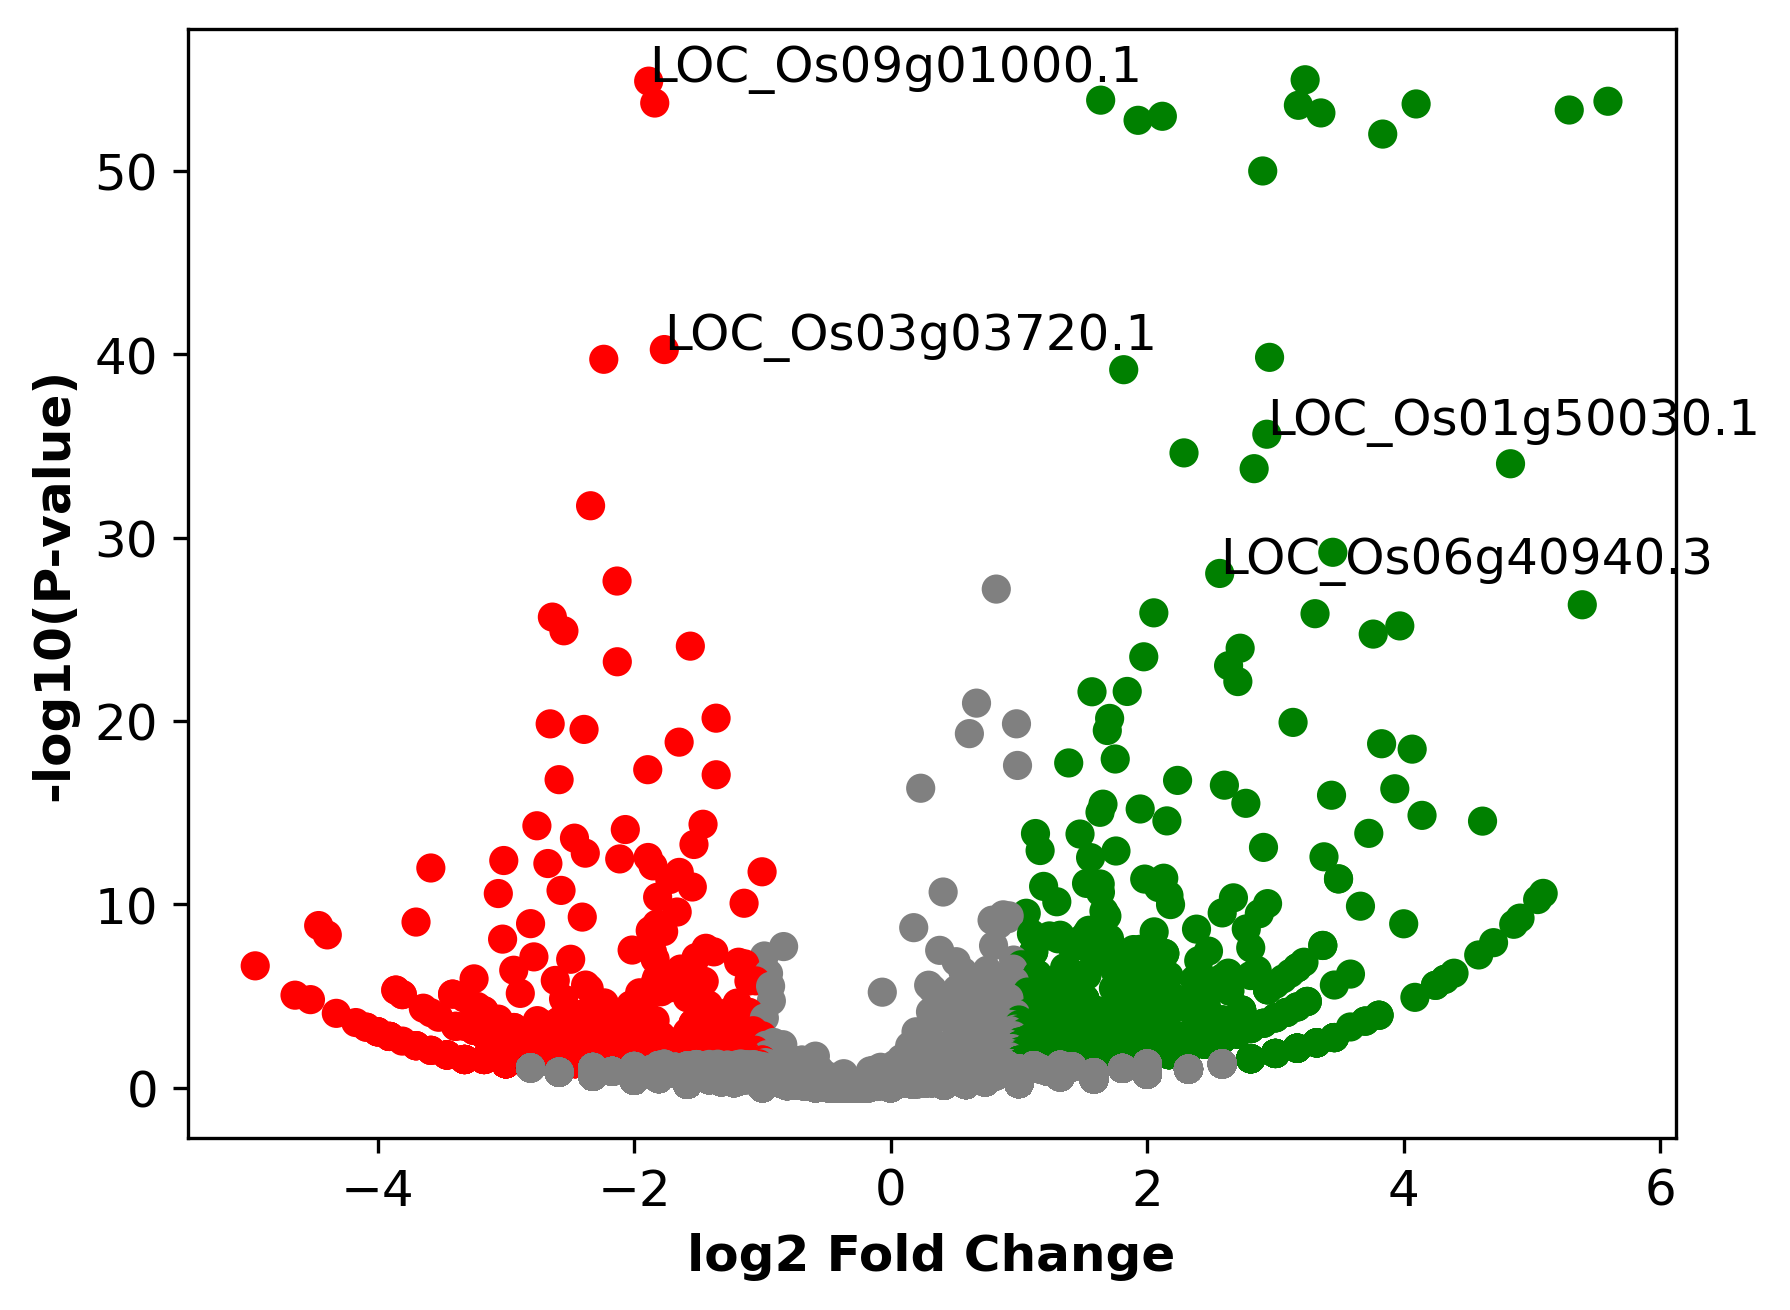 LOC_Os09g01000.1
LOC_Os03g03720.1
LOC_Os01g50030.1
LOC_Os06g40940.3
50
40
30
20
10
0
-log10(P-value)
−4 −2 0 2 4 6
log2 Fold Change